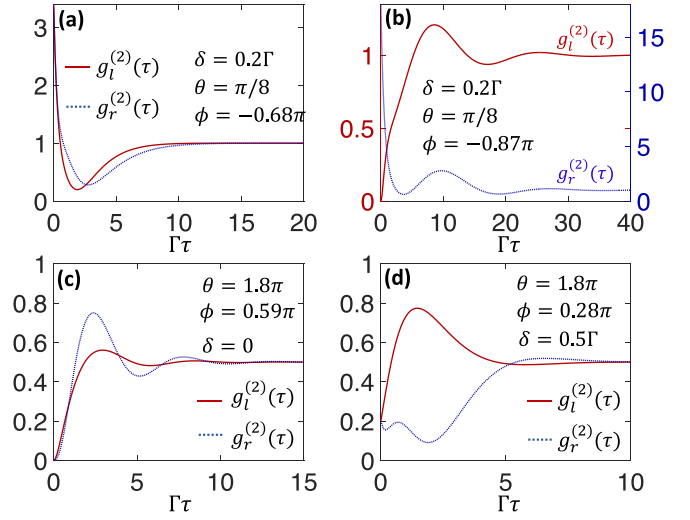 (a)
3
2
1
0
g_l^(2)(τ)
g_r^(2)(τ)
δ = 0.2Γ
θ = π/8
ϕ = −0.68π
0 5 10 15 20
Γτ
(b)
1
0.5
0
15
10
5
0
g_l^(2)(τ)
δ = 0.2Γ
θ = π/8
ϕ = −0.87π
g_r^(2)(τ)
0 10 20 30 40
Γτ
(c)
1
0.8
0.6
0.4
0.2
0
θ = 1.8π
ϕ = 0.59π
δ = 0
g_l^(2)(τ)
g_r^(2)(τ)
0 5 10 15
Γτ
(d)
1
0.8
0.6
0.4
0.2
0
θ = 1.8π
ϕ = 0.28π
δ = 0.5Γ
g_l^(2)(τ)
g_r^(2)(τ)
0 5 10
Γτ